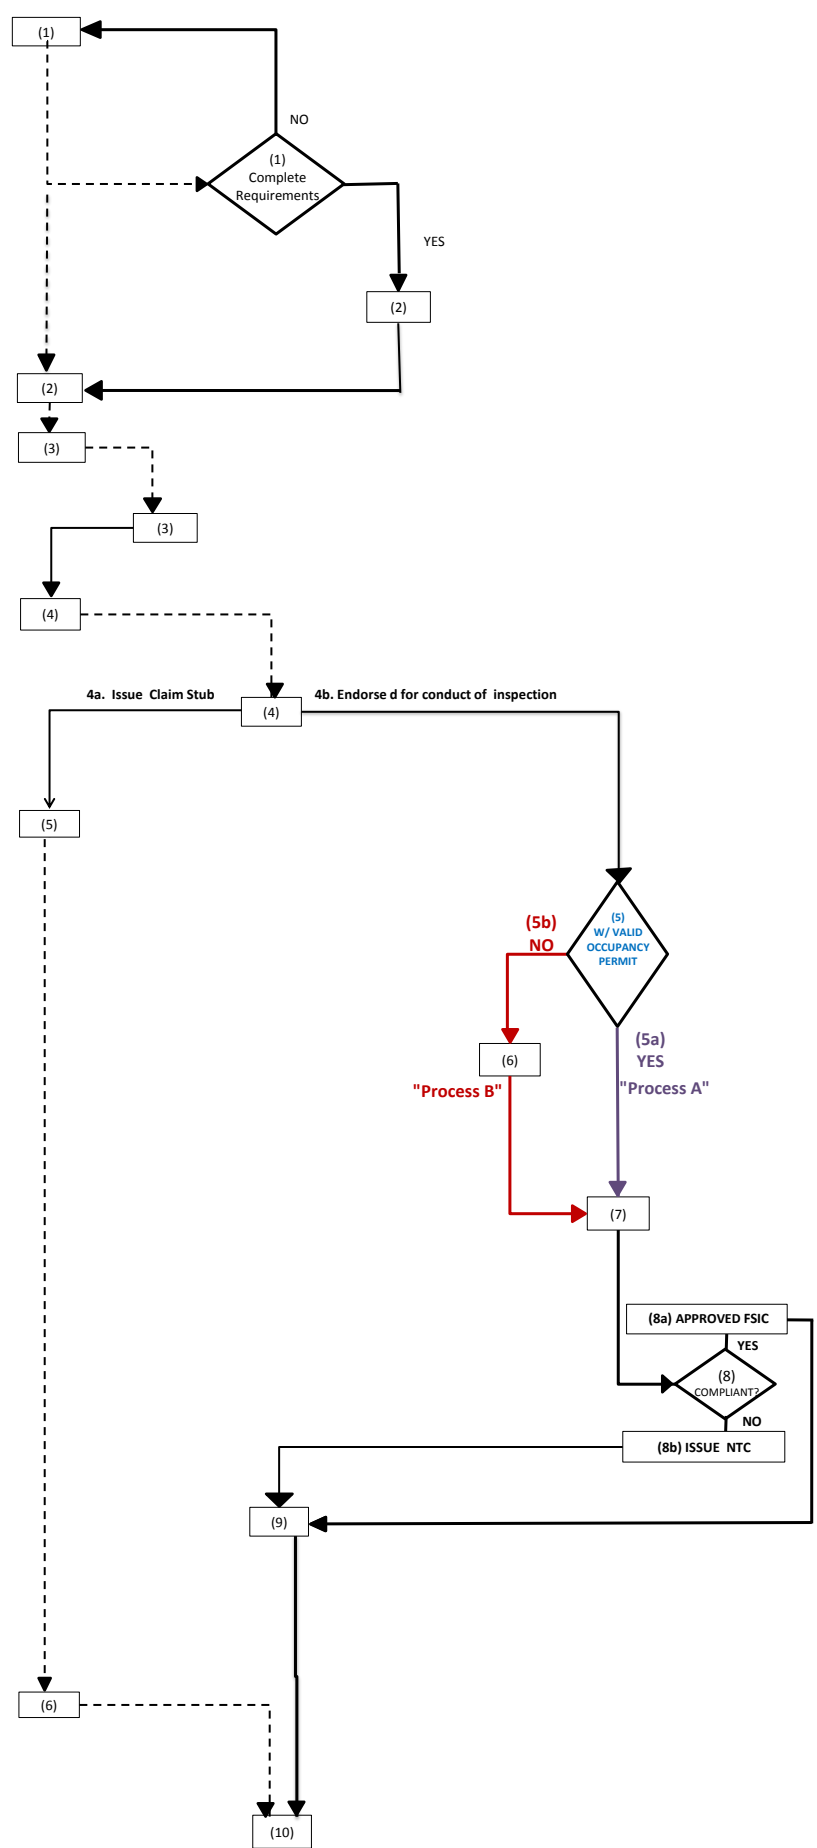 (1)
NO
(1)
Complete
Requirements
YES
(2)
(2)
(3)
(3)
(4)
4a.  Issue  Claim Stub
4b. Endorse d for conduct of  inspection
(4)
(5)
(5)
W/ VALID
OCCUPANCY
PERMIT
(5b)
NO
(5a)
YES
(6)
"Process B"
"Process A"
(7)
(8a) APPROVED FSIC
YES
(8)
COMPLIANT?
NO
(8b) ISSUE  NTC
(9)
(6)
(10)